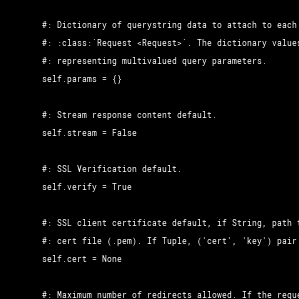 #: Dictionary of querystring data to attach to each
#: :class:`Request <Request>`. The dictionary values
#: representing multivalued query parameters.
self.params = {}
#: Stream response content default.
self.stream = False
#: SSL Verification default.
self.verify = True
#: SSL client certificate default, if String, path
#: cert file (.pem). If Tuple, ('cert', 'key') pair
self.cert = None
#: Maximum number of redirects allowed. If the